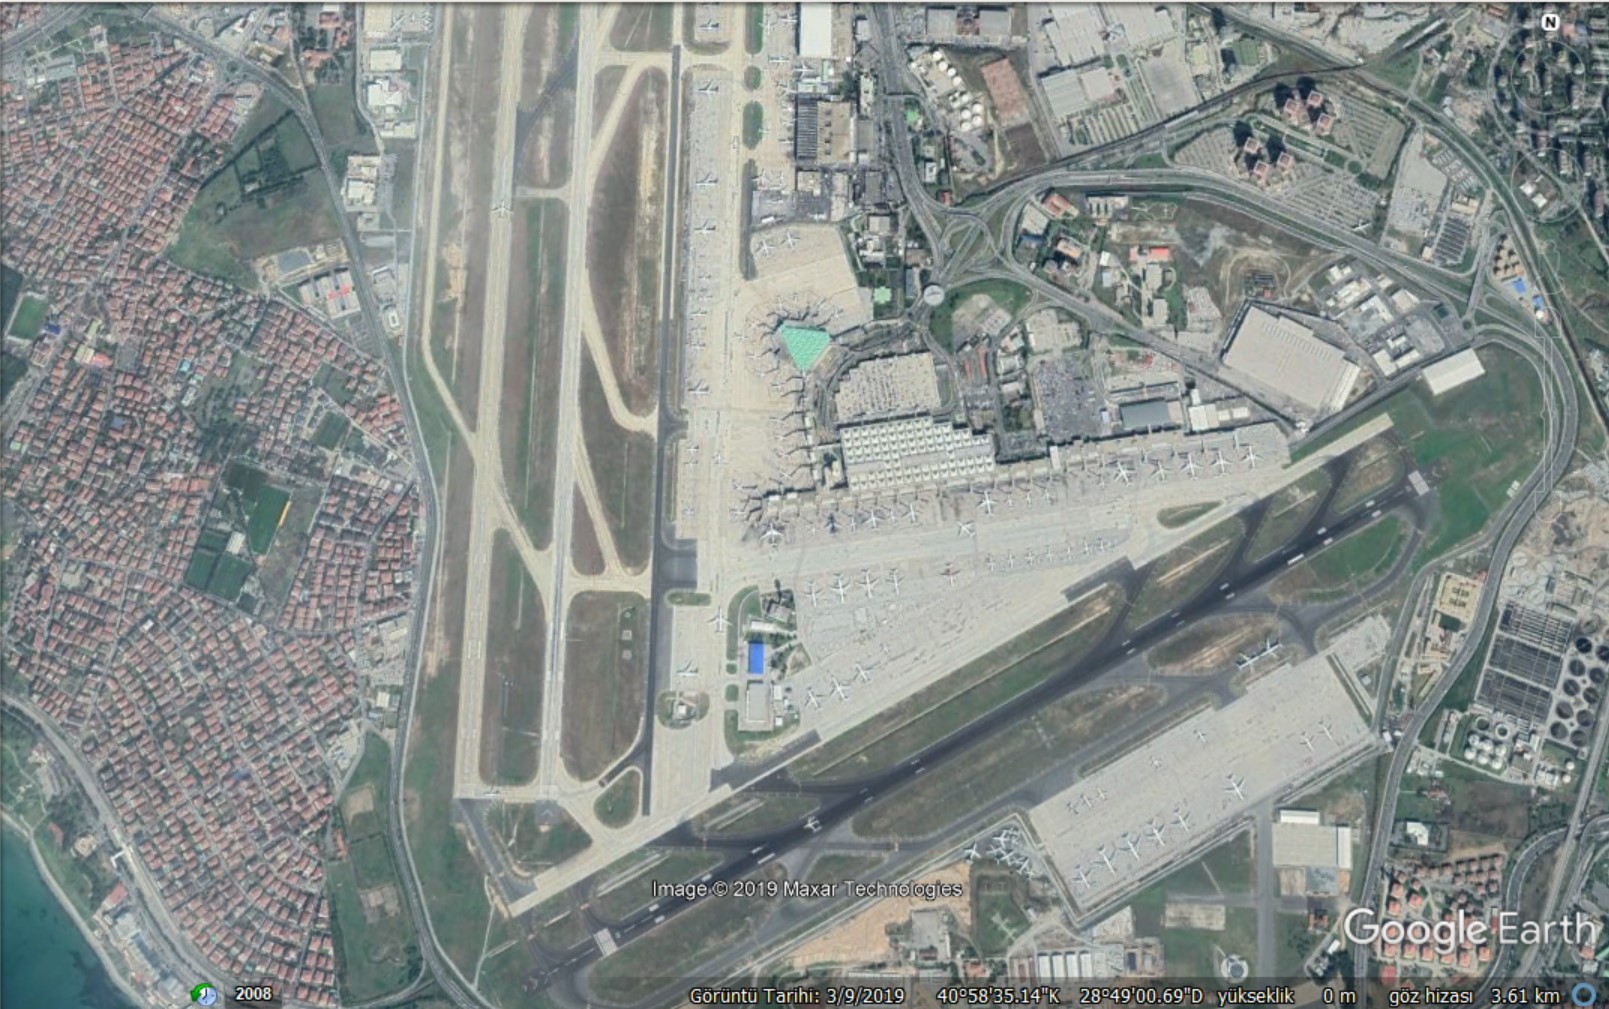 N
Image © 2019 Maxar Technologies
Google Earth
2008 Görüntü Tarihi: 3/9/2019 40°58'35.14"K 28°49'00.69"D yükseklik 0 m göz hizası 3.61 km